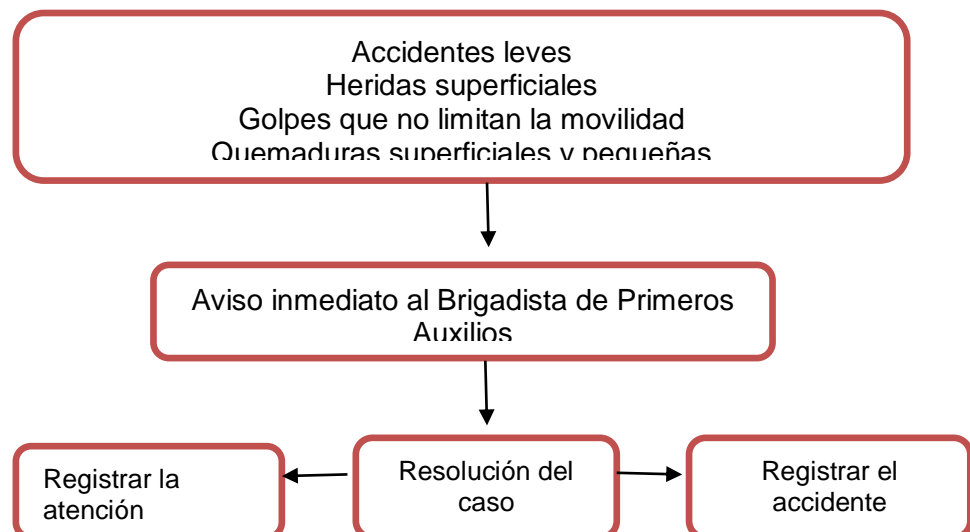 Accidentes leves
Heridas superficiales
Golpes que no limitan la movilidad
Quemaduras superficiales y pequeñas
Aviso inmediato al Brigadista de Primeros
Auxilios
Registrar la
atención
Resolución del
caso
Registrar el
accidente